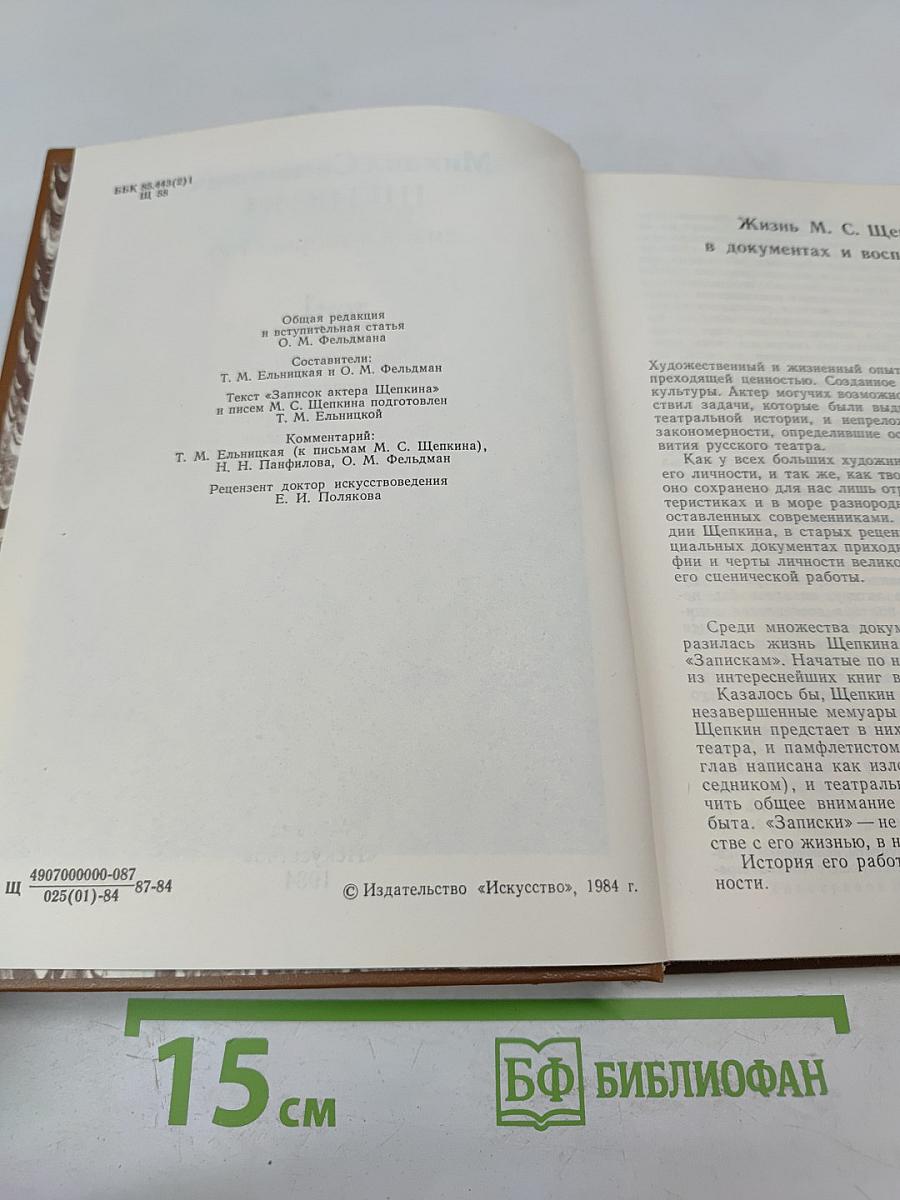 ББК 85.443(2)1
Щ 55
Общая редакция
и вступительная статья
О. М. Фельдмана
Составители:
Т. М. Ельницкая и О. М. Фельдман
Текст «Записок актера Щепкина»
и писем М. С. Щепкина подготовлен
Т. М. Ельницкой
Комментарий:
Т. М. Ельницкая (к письмам М. С. Щепкина),
Н. Н. Панфилова, О. М. Фельдман
Рецензент доктор искусствоведения
Е. И. Полякова
Щ 4907000000-087
025(01)-84 87-84
© Издательство «Искусство», 1984 г.
Жизнь М. С. Щеп
в документах и восп
Художественный и жизненный опыт
преходящей ценностью. Созданное
культуры. Актер могучих возможно
ствил задачи, которые были выдв
театральной истории, и непрелож
закономерности, определившие ос
вития русского театра.
Как у всех больших художни
его личности, и так же, как тво
оно сохранено для нас лишь отр
теристиках и в море разнородн
оставленных современниками.
дии Щепкина, в старых рецен
циальных документах приходи
фии и черты личности велико
его сценической работы.
Среди множества докум
разилась жизнь Щепкина
«Запискам». Начатые по н
из интереснейших книг в
Казалось бы, Щепкин
незавершенные мемуары
Щепкин предстает в них
театра, и памфлетистом
глав написана как изло
седником), и театральн
чить общее внимание
быта. «Записки» — не
стве с его жизнью, в н
История его работ
ности.
15 см
БФ БИБЛИОФАН